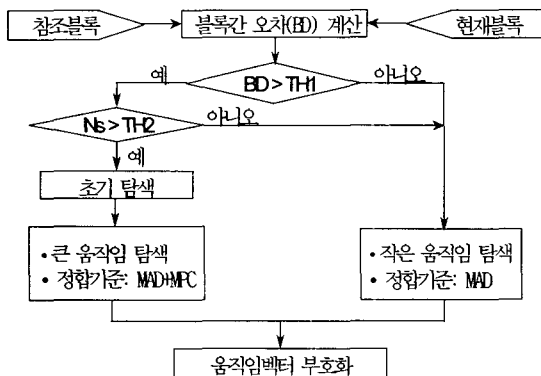 참조블록
블록간 오차(BD) 계산
현재블록
예
BD > TH1
아니오
Ns > TH2
아니오
예
초기 탐색
• 큰 움직임 탐색
• 정합기준: MAD+MPC
• 작은 움직임 탐색
• 정합기준: MAD
움직임벡터 부호화